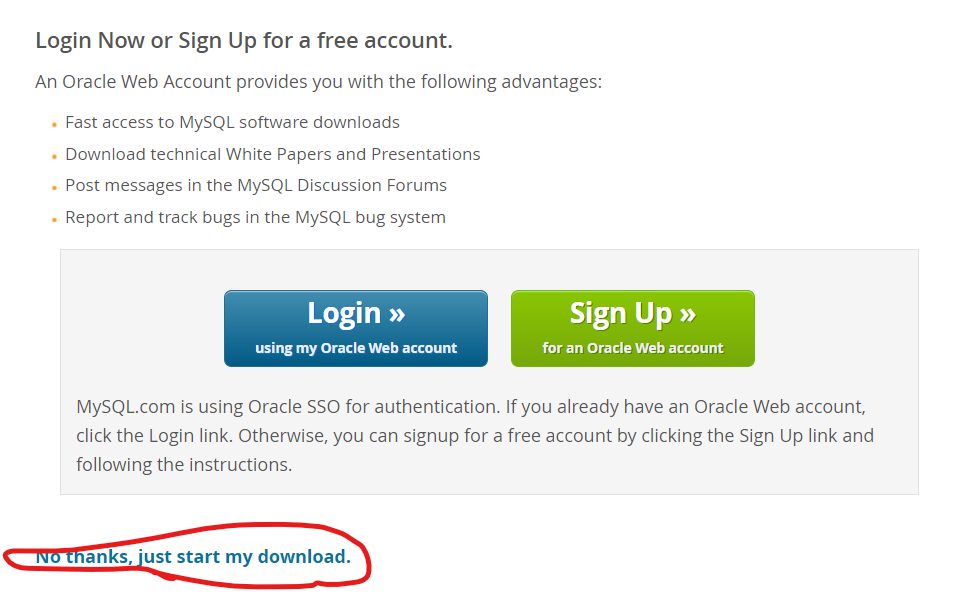 Login Now or Sign Up for a free account.
An Oracle Web Account provides you with the following advantages:
Fast access to MySQL software downloads
Download technical White Papers and Presentations
Post messages in the MySQL Discussion Forums
Report and track bugs in the MySQL bug system
Login »
using my Oracle Web account
Sign Up »
for an Oracle Web account
MySQL.com is using Oracle SSO for authentication. If you already have an Oracle Web account,
click the Login link. Otherwise, you can signup for a free account by clicking the Sign Up link and
following the instructions.
No thanks, just start my download.